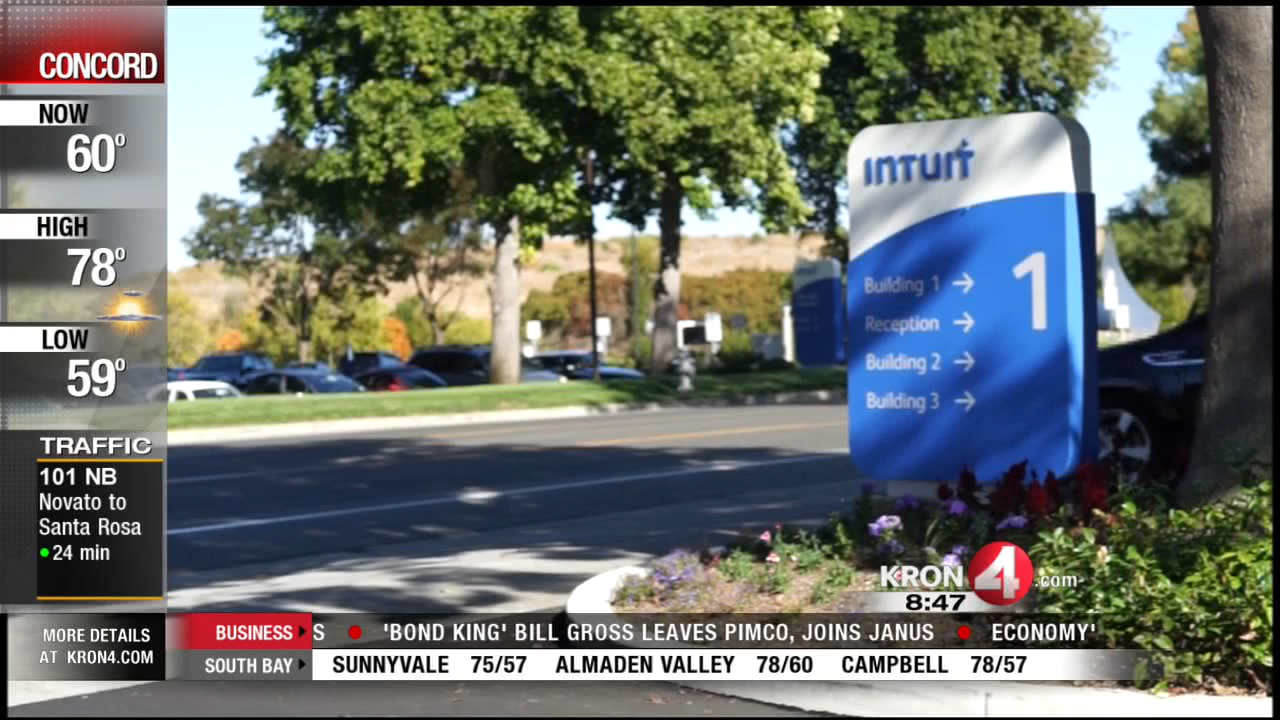 CONCORD
NOW
60°
HIGH
78°
LOW
59°
TRAFFIC
101 NB
Novato to
Santa Rosa
24 min
MORE DETAILS
AT KRON4.COM
intuit
1
Building 1 →
Reception →
Building 2 →
Building 3 →
KRON 4 .com
8:47
BUSINESS S • 'BOND KING' BILL GROSS LEAVES PIMCO, JOINS JANUS • ECONOMY'
SOUTH BAY SUNNYVALE 75/57 ALMADEN VALLEY 78/60 CAMPBELL 78/57